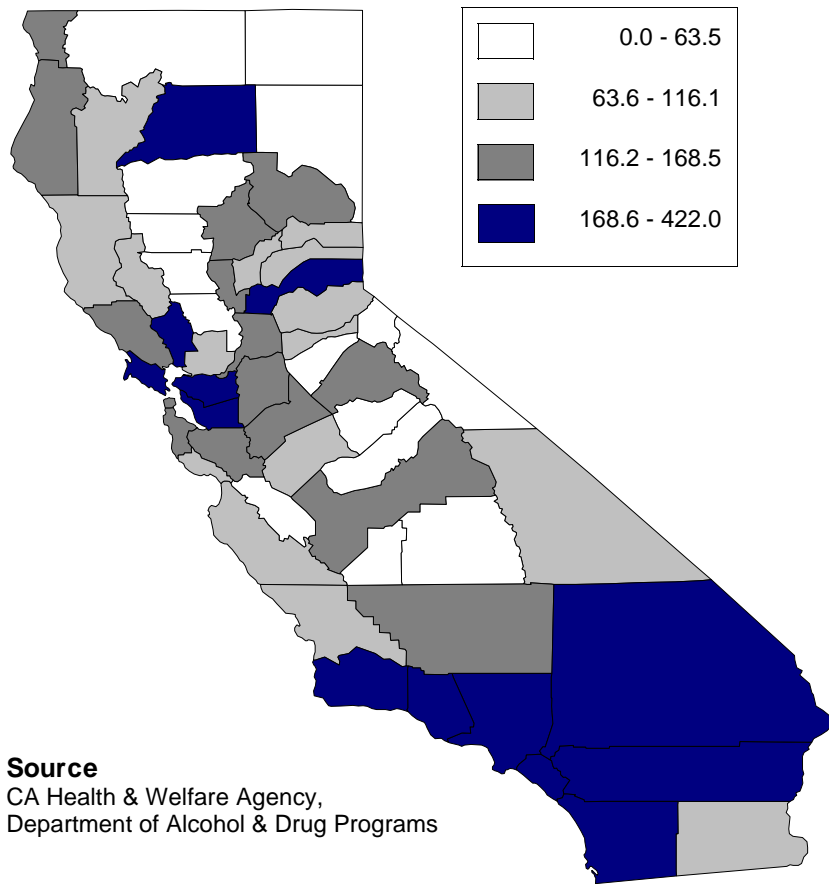 0.0 - 63.5
63.6 - 116.1
116.2 - 168.5
168.6 - 422.0
Source
CA Health & Welfare Agency,
Department of Alcohol & Drug Programs